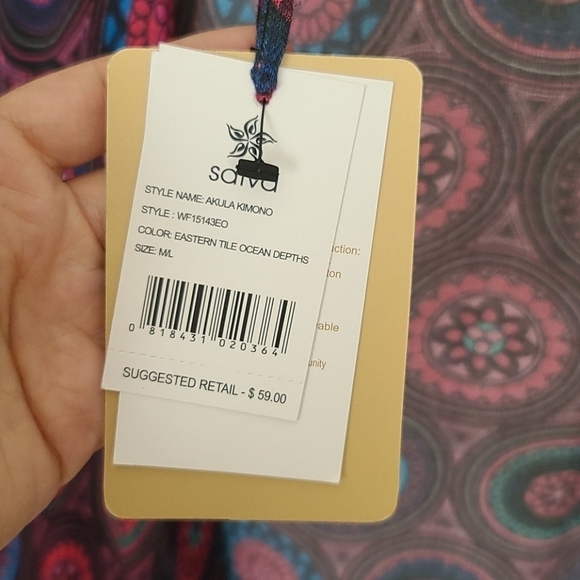 salva
STYLE NAME: AKULA KIMONO
STYLE : WF15143EO
COLOR: EASTERN TILE OCEAN DEPTHS
SIZE: M/L
0 818431 020364
SUGGESTED RETAIL - $ 59.00